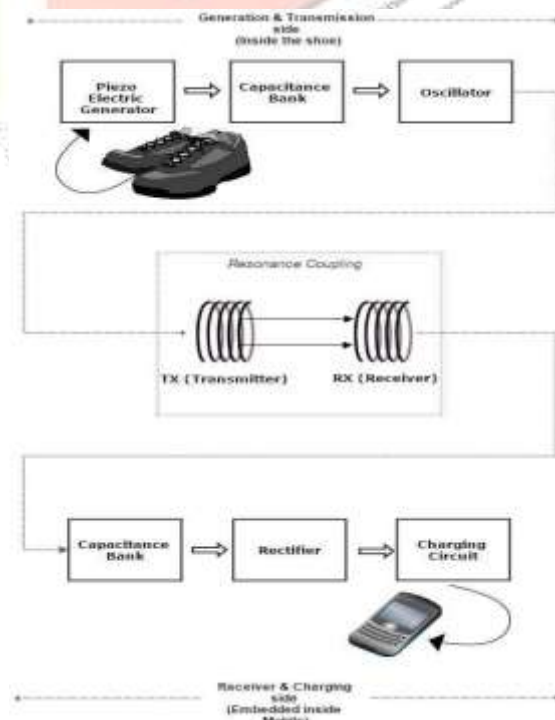 Generation & Transmission
side
(Inside the shoe)
Piezo
Electric
Generator
Capacitance
Bank
Oscillator
Resonance Coupling
TX (Transmitter)
RX (Receiver)
Capacitance
Bank
Rectifier
Charging
Circuit
Receiver & Charging
side
(Embedded inside